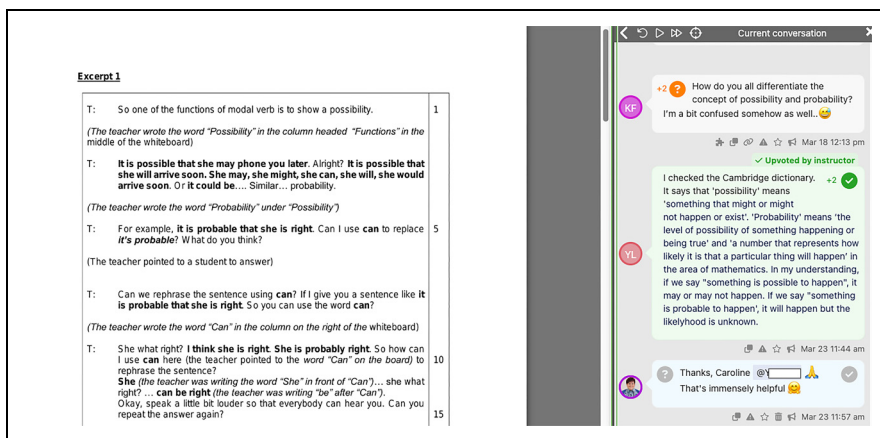 Excerpt 1
T: So one of the functions of modal verb is to show a possibility. 1
(The teacher wrote the word “Possibility” in the column headed “Functions” in the
middle of the whiteboard)
T: It is possible that she may phone you later. Alright? It is possible that
she will arrive soon. She may, she might, she can, she will, she would
arrive soon. Or it could be…. Similar… probability.
(The teacher wrote the word “Probability” under “Possibility”)
T: For example, it is probable that she is right. Can I use can to replace 5
it’s probable? What do you think?
(The teacher pointed to a student to answer)
T: Can we rephrase the sentence using can? If I give you a sentence like it
is probable that she is right. So you can use the word can?
(The teacher wrote the word “Can” in the column on the right of the whiteboard)
T: She what right? I think she is right. She is probably right. So how can
I use can here (the teacher pointed to the word “Can” on the board) to 10
rephrase the sentence?
She (the teacher was writing the word “She” in front of “Can”)… she what
right? … can be right (the teacher was writing “be” after “Can”).
Okay, speak a little bit louder so that everybody can hear you. Can you
repeat the answer again? 15
Current conversation
KF
+2 ? How do you all differentiate the
concept of possibility and probability?
I'm a bit confused somehow as well..
Mar 18 12:13 pm
Upvoted by instructor
YL
I checked the Cambridge dictionary. +2
It says that 'possibility' means
'something that might or might
not happen or exist'. 'Probability' means 'the
level of possibility of something happening or
being true' and 'a number that represents how
likely it is that a particular thing will happen' in
the area of mathematics. In my understanding,
if we say "something is possible to happen", it
may or may not happen. If we say "something
is probable to happen', it will happen but the
likelyhood is unknown.
Mar 23 11:44 am
? Thanks, Caroline @Y
That's immensely helpful
Mar 23 11:57 am